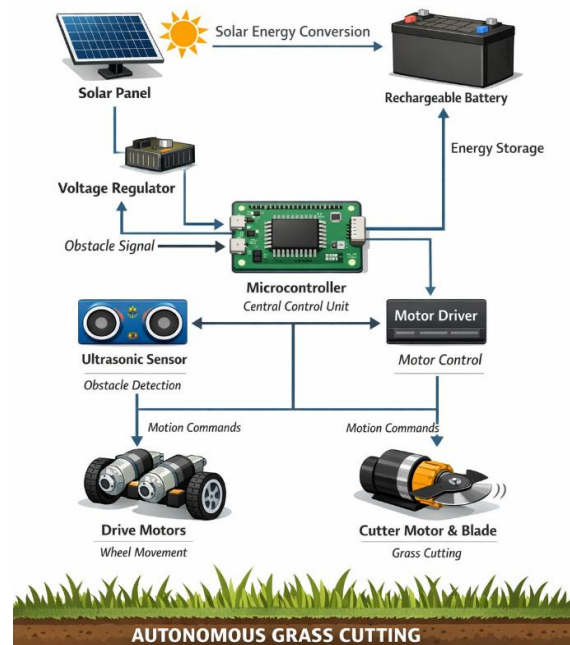 Solar Energy Conversion
Solar Panel
Rechargeable Battery
Energy Storage
Voltage Regulator
Obstacle Signal
Microcontroller
Central Control Unit
Motor Driver
Ultrasonic Sensor
Motor Control
Obstacle Detection
Motion Commands
Motion Commands
Drive Motors
Cutter Motor & Blade
Wheel Movement
Grass Cutting
AUTONOMOUS GRASS CUTTING